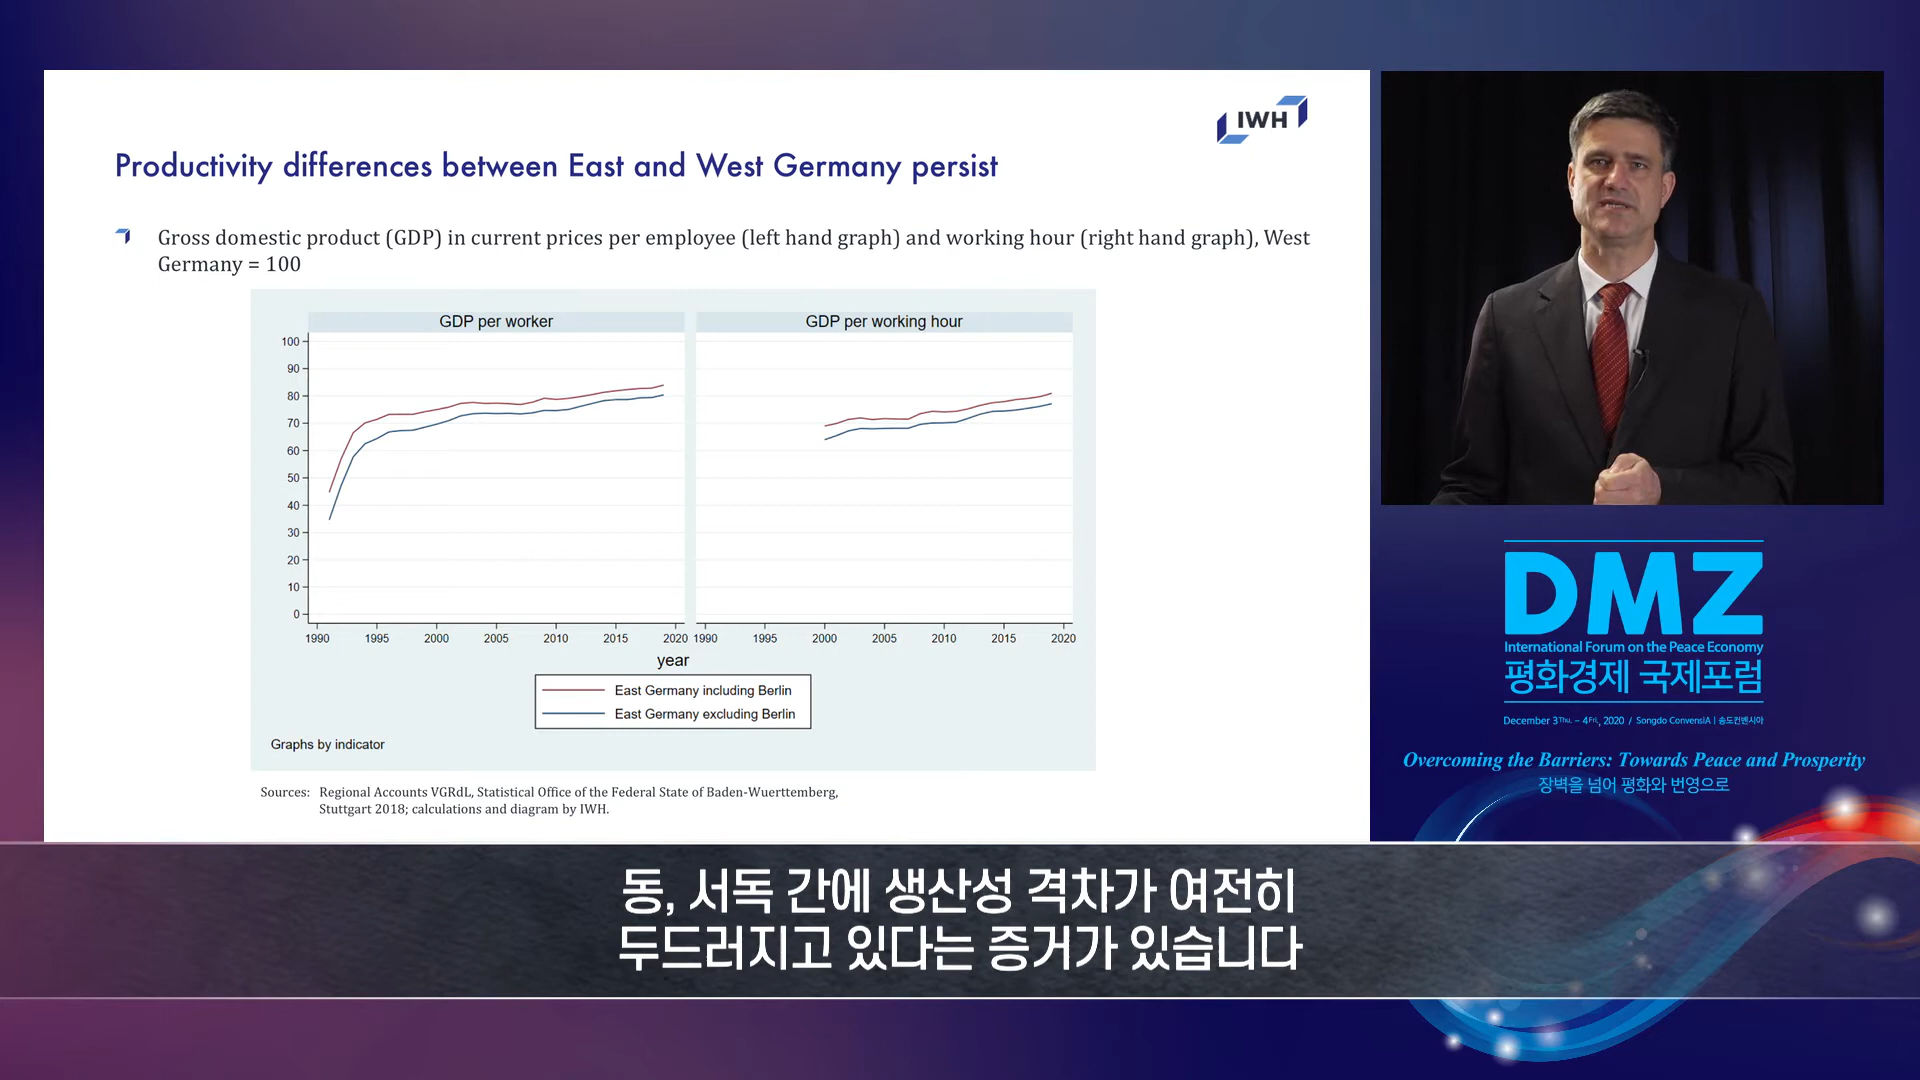 IWH
Productivity differences between East and West Germany persist
Gross domestic product (GDP) in current prices per employee (left hand graph) and working hour (right hand graph), West
Germany = 100
GDP per worker
GDP per working hour
100
90
80
70
60
50
40
30
20
10
0
1990 1995 2000 2005 2010 2015 2020
1990 1995 2000 2005 2010 2015 2020
year
East Germany including Berlin
East Germany excluding Berlin
Graphs by indicator
Sources: Regional Accounts VGRdL, Statistical Office of the Federal State of Baden-Wuerttemberg,
Stuttgart 2018; calculations and diagram by IWH.
DMZ
International Forum on the Peace Economy
평화경제 국제포럼
December 3Thu. – 4Fri., 2020 / Songdo ConvensiA | 송도컨벤시아
Overcoming the Barriers: Towards Peace and Prosperity
장벽을 넘어 평화와 번영으로
동, 서독 간에 생산성 격차가 여전히
두드러지고 있다는 증거가 있습니다